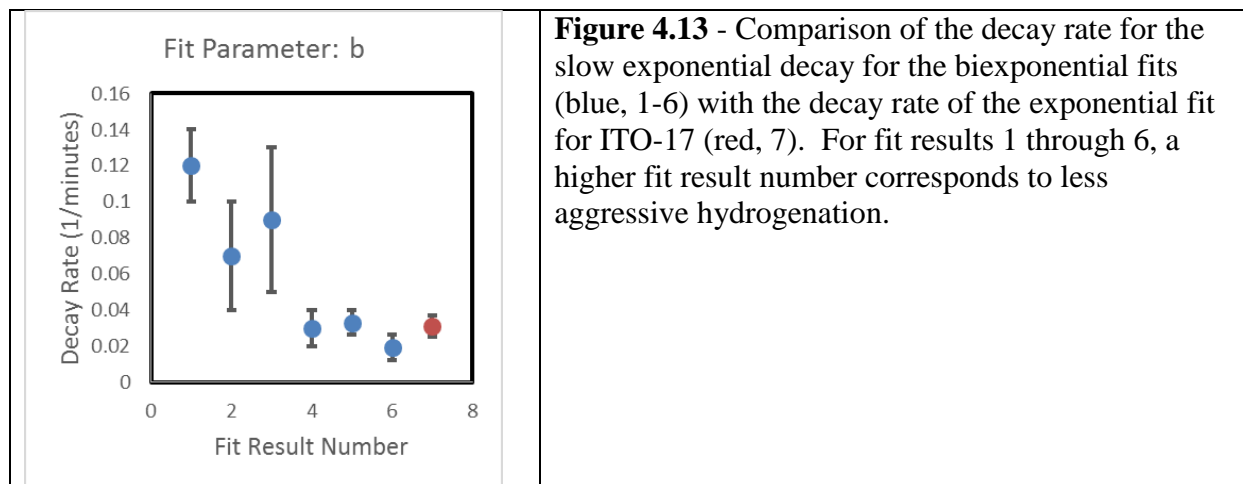 Fit Parameter: b
0.16
0.14
0.12
0.1
0.08
0.06
0.04
0.02
0
Decay Rate (1/minutes)
0
2
4
6
8
Fit Result Number
Figure 4.13 - Comparison of the decay rate for the
slow exponential decay for the biexponential fits
(blue, 1-6) with the decay rate of the exponential fit
for ITO-17 (red, 7).  For fit results 1 through 6, a
higher fit result number corresponds to less
aggressive hydrogenation.